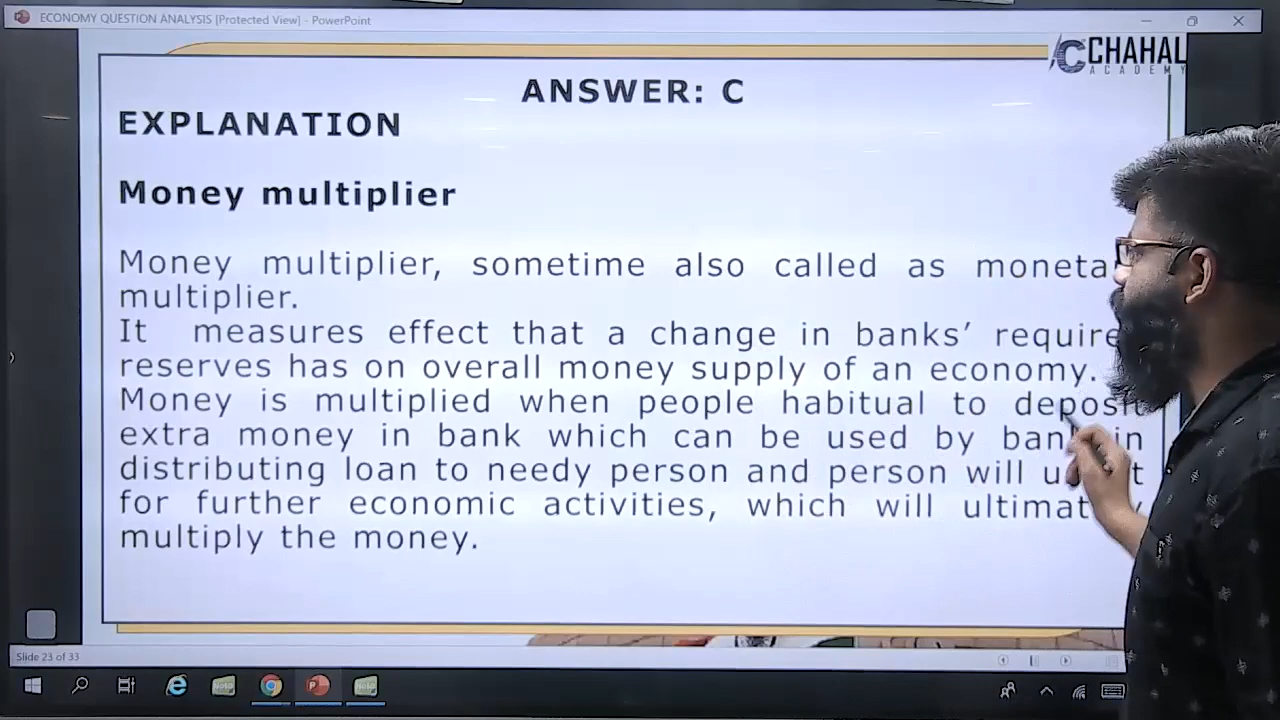 ECONOMY QUESTION ANALYSIS [Protected View] - PowerPoint
CHAHAL
ACADEMY
ANSWER: C
EXPLANATION
Money multiplier
Money multiplier, sometime also called as moneta
multiplier.
It measures effect that a change in banks’ require
reserves has on overall money supply of an economy.
Money is multiplied when people habitual to deposit
extra money in bank which can be used by bank in
distributing loan to needy person and person will
for further economic activities, which will
multiply the money.
Slide 23 of 33